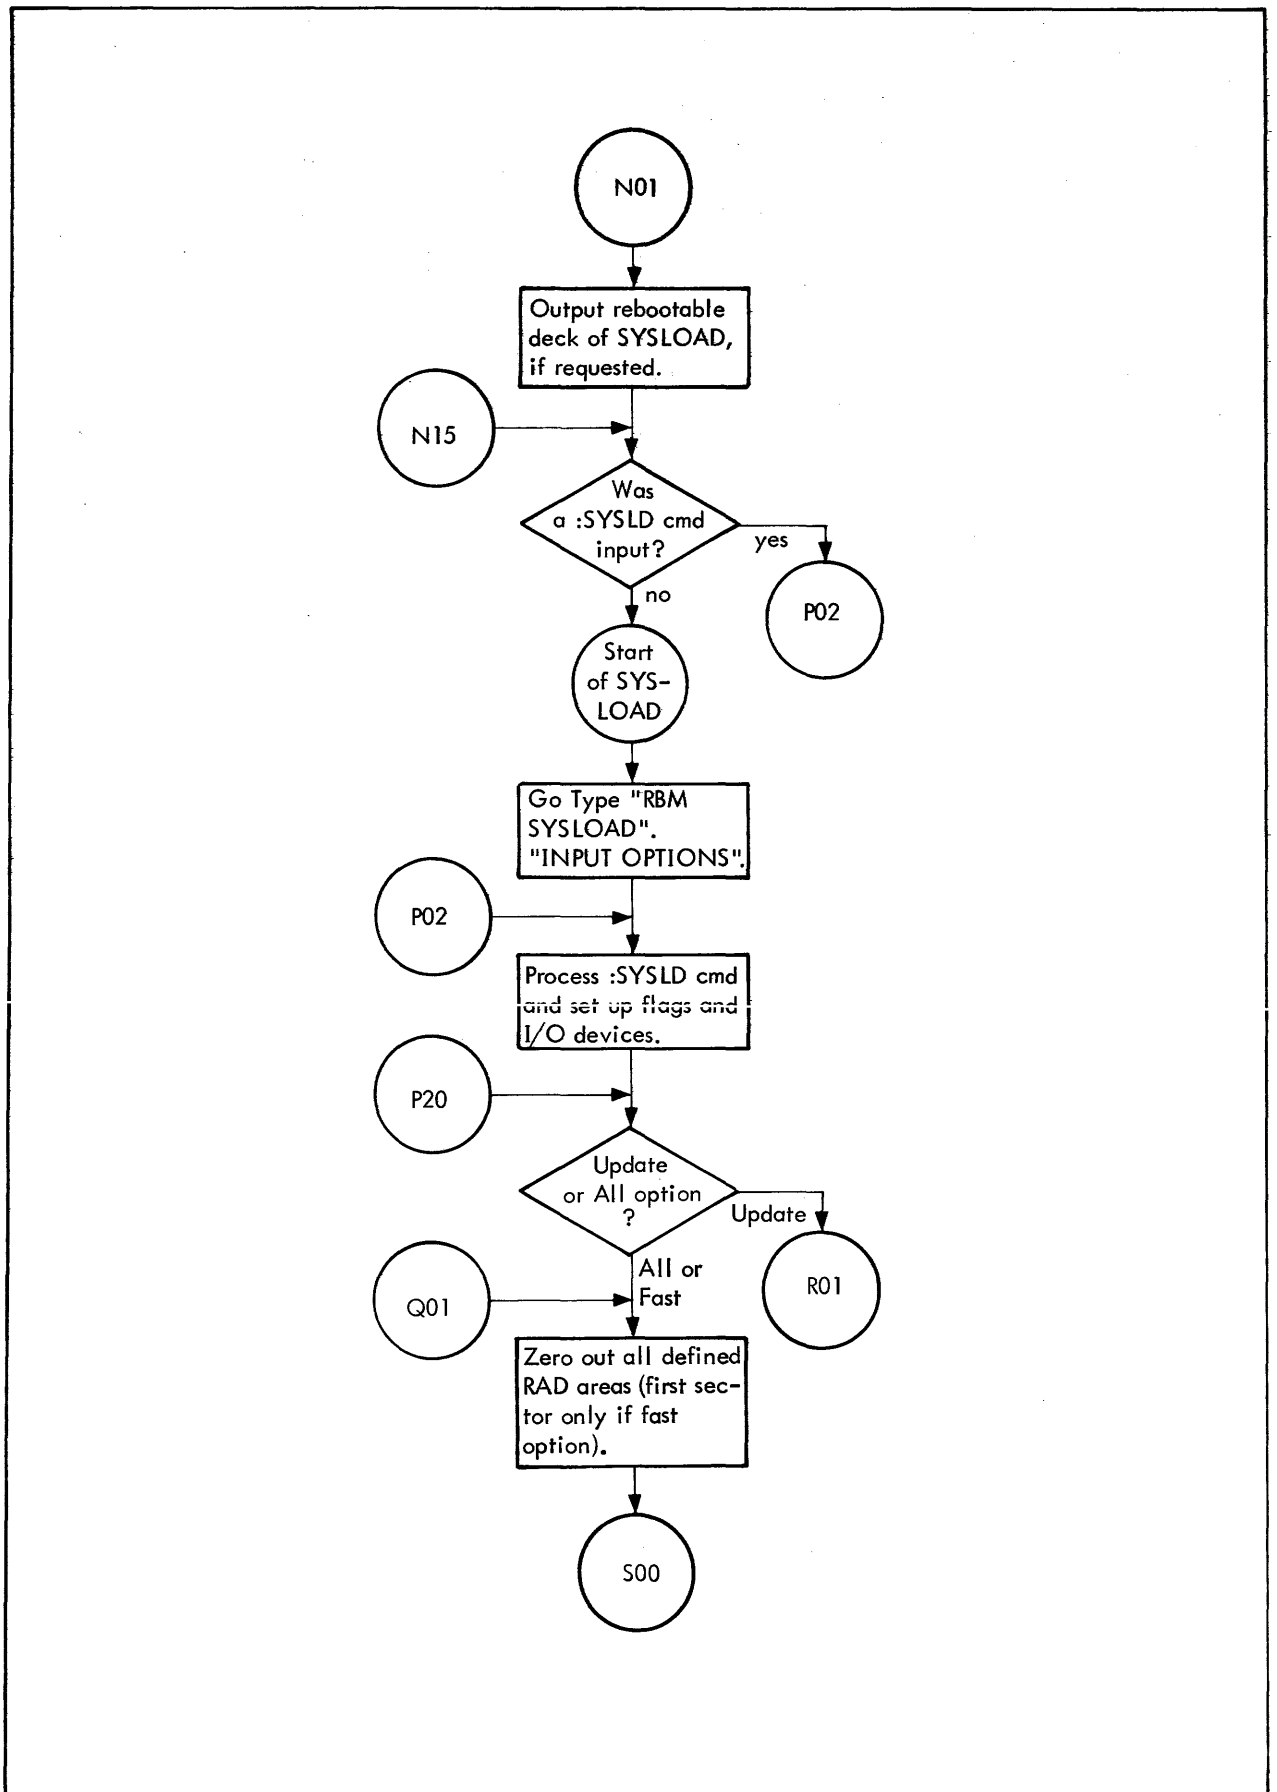 N01
Output rebootable
deck of SYSLOAD,
if requested.
N15
Was
a :SYSLD cmd
input?
yes
no
P02
Start
of SYS-
LOAD
Go Type "RBM
SYSLOAD".
"INPUT OPTIONS".
P02
Process :SYSLD cmd
and set up flags and
I/O devices.
P20
Update
or All option
?
Update
R01
All or
Fast
Q01
Zero out all defined
RAD areas (first sec-
tor only if fast
option).
S00